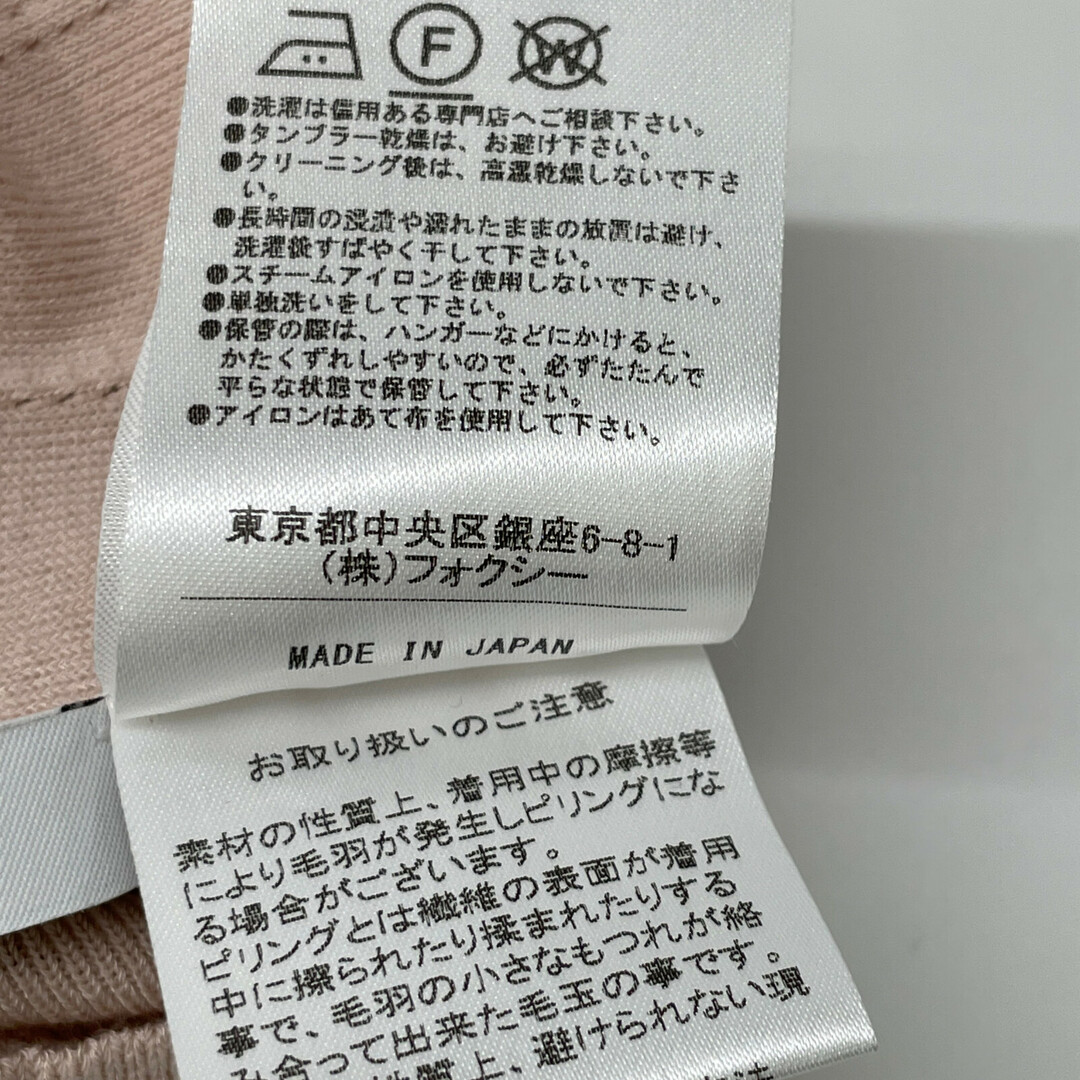 F
W
●洗濯は信用ある専門店へご相談下さい。
●タンブラー乾燥は、お避け下さい。
●クリーニング後は、高温乾燥しないで下さ
い。
●長時間の浸漬や濡れたままの放置は避け、
洗濯後すばやく干して下さい。
●スチームアイロンを使用しないで下さい。
●単独洗いをして下さい。
●保管の際は、ハンガーなどにかけると、
かたくずれしやすいので、必ずたたんで
平らな状態で保管して下さい。
●アイロンはあて布を使用して下さい。
東京都中央区銀座6-8-1
(株)フォクシー
MADE IN JAPAN
お取り扱いのご注意
素材の性質上、着用中の摩擦等
により毛羽が発生しピリングにな
る場合がございます。
ピリングとは繊維の表面が着用
中に擦られたり揉まれたりする
事で、毛羽の小さなもつれが絡
み合って出来た毛玉の事です。
性質上、避けられない現